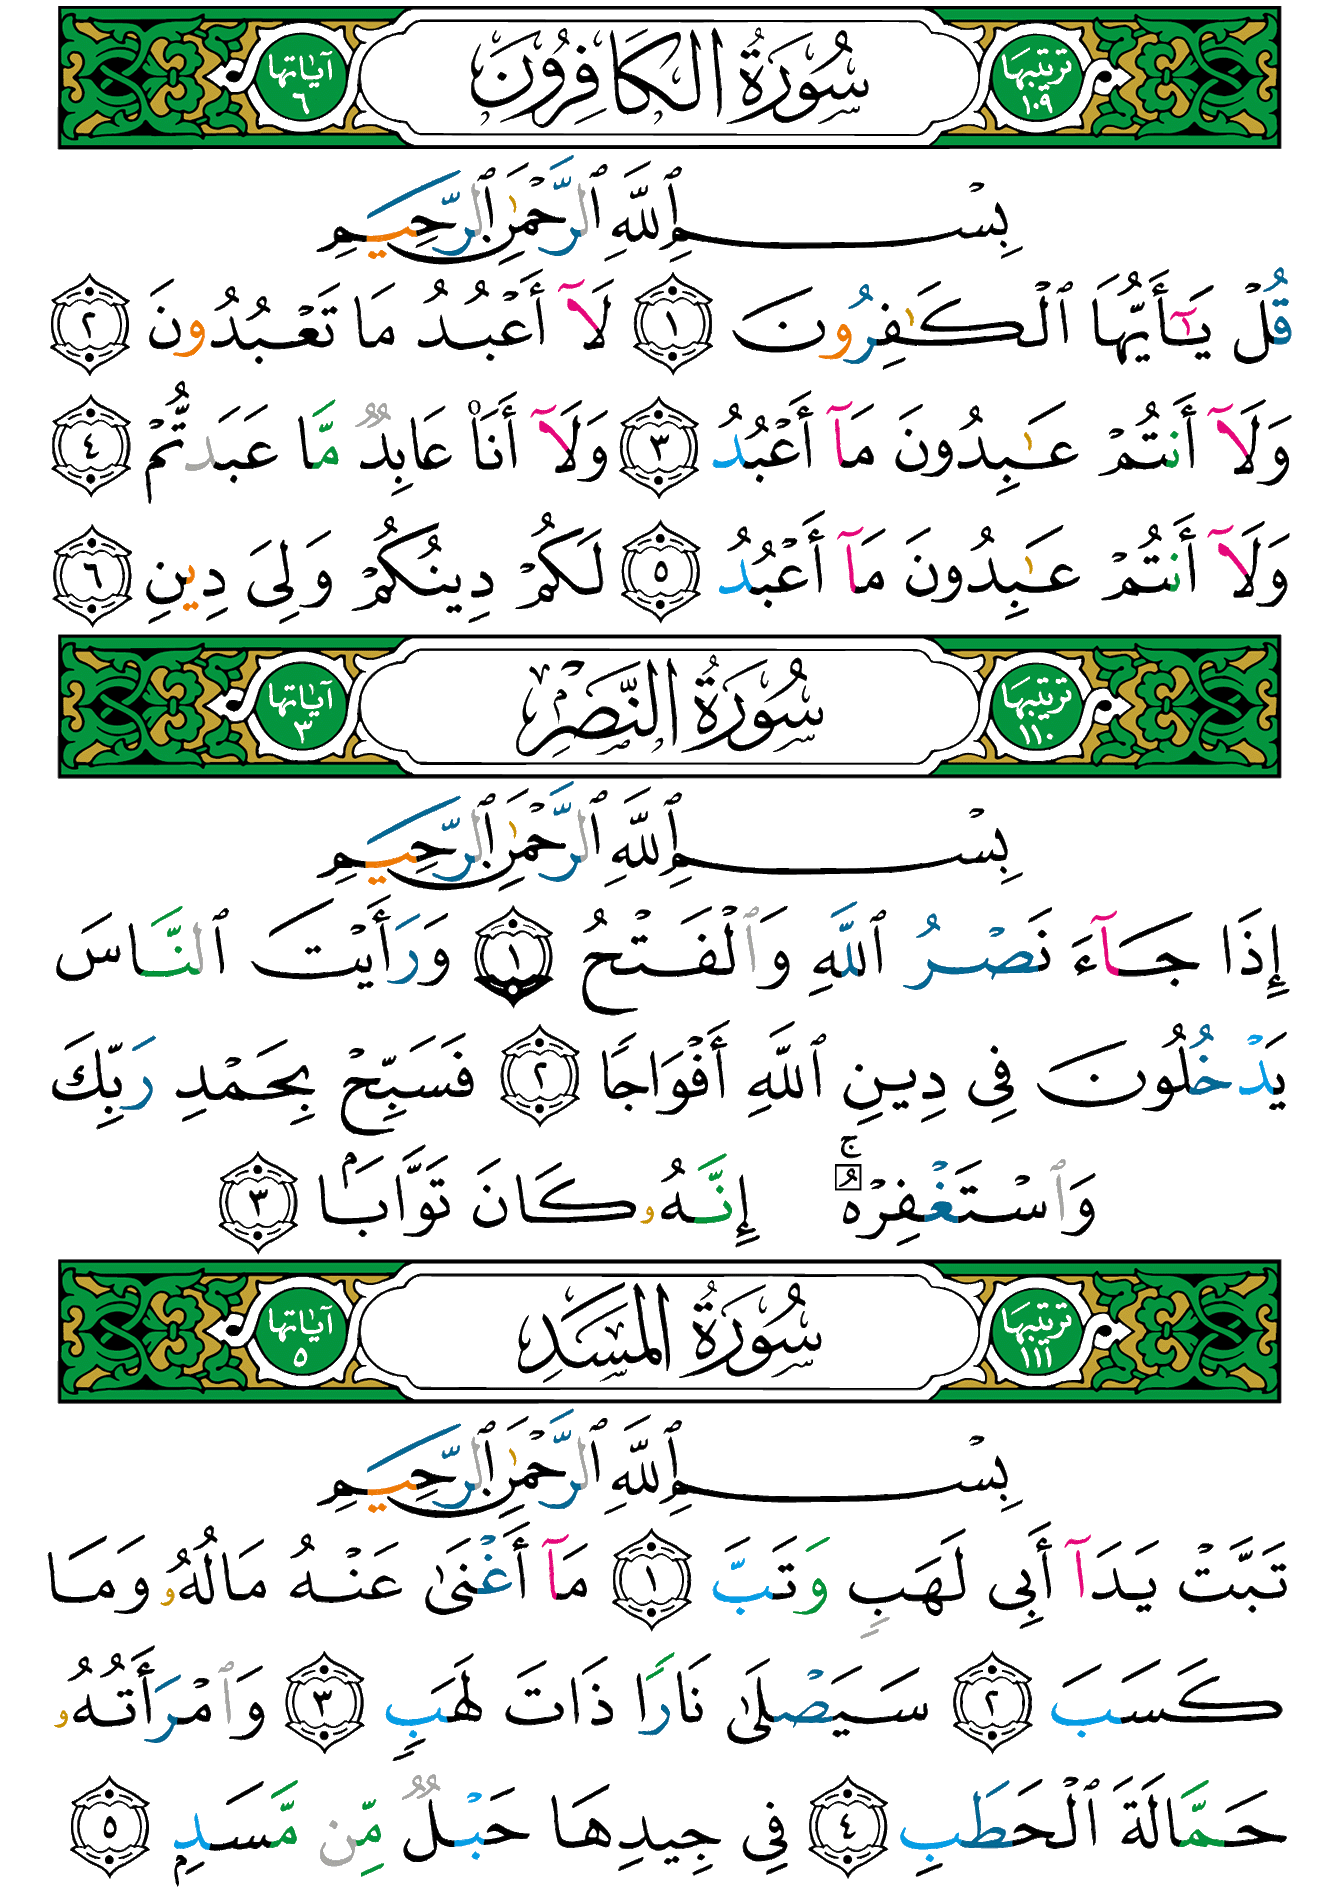 ترتيبها ١٠٩ سُورَةُ الكَافِرُونَ آياتها ٦
بِسْمِ ٱللَّهِ ٱلرَّحْمَٰنِ ٱلرَّحِيمِ
قُلْ يَـٰٓأَيُّهَا ٱلْكَـٰفِرُونَ ١ لَآ أَعْبُدُ مَا تَعْبُدُونَ ٢
وَلَآ أَنتُمْ عَـٰبِدُونَ مَآ أَعْبُدُ ٣ وَلَآ أَنَا۠ عَابِدٌ مَّا عَبَدتُّمْ ٤
وَلَآ أَنتُمْ عَـٰبِدُونَ مَآ أَعْبُدُ ٥ لَكُمْ دِينُكُمْ وَلِىَ دِينِ ٦
ترتيبها ١١٠ سُورَةُ النَّصْرِ آياتها ٣
بِسْمِ ٱللَّهِ ٱلرَّحْمَٰنِ ٱلرَّحِيمِ
إِذَا جَآءَ نَصْرُ ٱللَّهِ وَٱلْفَتْحُ ١ وَرَأَيْتَ ٱلنَّاسَ
يَدْخُلُونَ فِى دِينِ ٱللَّهِ أَفْوَاجًا ٢ فَسَبِّحْ بِحَمْدِ رَبِّكَ
وَٱسْتَغْفِرْهُ ۚ إِنَّهُۥ كَانَ تَوَّابَۢا ٣
ترتيبها ١١١ سُورَةُ المَسَدِ آياتها ٥
بِسْمِ ٱللَّهِ ٱلرَّحْمَٰنِ ٱلرَّحِيمِ
تَبَّتْ يَدَآ أَبِى لَهَبٍ وَتَبَّ ١ مَآ أَغْنَىٰ عَنْهُ مَالُهُۥ وَمَا
كَسَبَ ٢ سَيَصْلَىٰ نَارًا ذَاتَ لَهَبٍ ٣ وَٱمْرَأَتُهُۥ
حَمَّالَةَ ٱلْحَطَبِ ٤ فِى جِيدِهَا حَبْلٌ مِّن مَّسَدٍۭ ٥